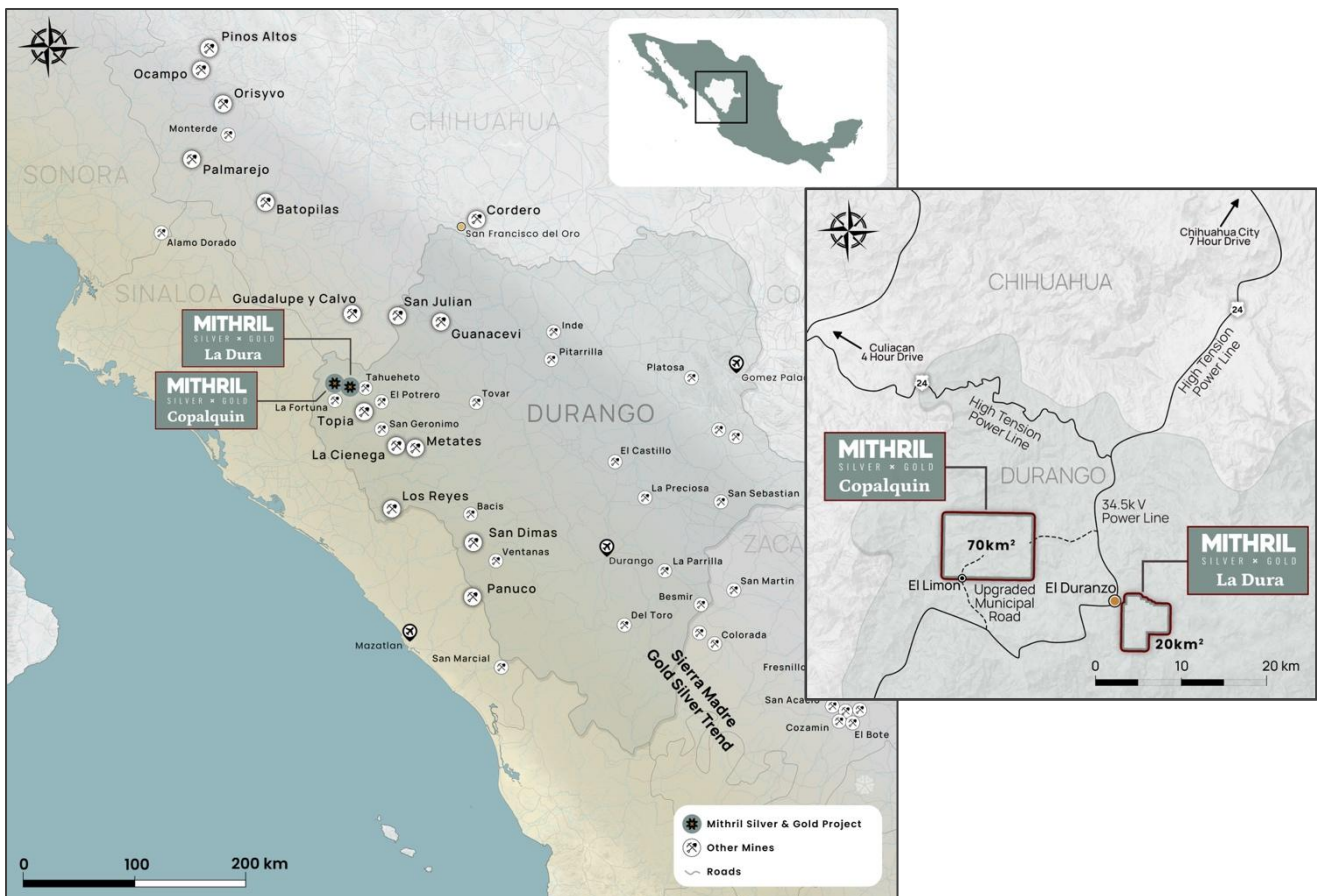 Pinos Altos
Ocampo
Orisyvo
Monterde
CHIHUAHUA
SONORA
Palmarejo
Batopilas
Cordero
San Francisco del Oro
Alamo Dorado
SINALOA
Guadalupe y Calvo
San Julian
Guanacevi
MITHRIL
SILVER × GOLD
La Dura
Inde
Pitarrilla
Platosa
Gomez Palac
MITHRIL
SILVER × GOLD
Copalquin
Tahueheto
La Fortuna
El Potrero
Tovar
Topia
DURANGO
San Geronimo
Metates
La Cienega
El Castillo
La Preciosa
San Sebastian
Los Reyes
Bacis
San Dimas
Ventanas
ZACA
Durango
La Parrilla
San Martin
Panuco
Besmir
Del Toro
Colorada
Mazatlan
San Marcial
Sierra Madre
Gold Silver Trend
Fresnillo
San Acacio
Cozamin
El Bote
Mithril Silver & Gold Project
Other Mines
Roads
0 100 200 km
Chihuahua City
7 Hour Drive
CHIHUAHUA
24
Culiacan
4 Hour Drive
24
High Tension
Power Line
High Tension
Power Line
MITHRIL
SILVER × GOLD
Copalquin
DURANGO
34.5k V
Power Line
70km²
MITHRIL
SILVER × GOLD
La Dura
El Limon
Upgraded
Municipal
Road
El Duranzo
20km²
0 10 20 km